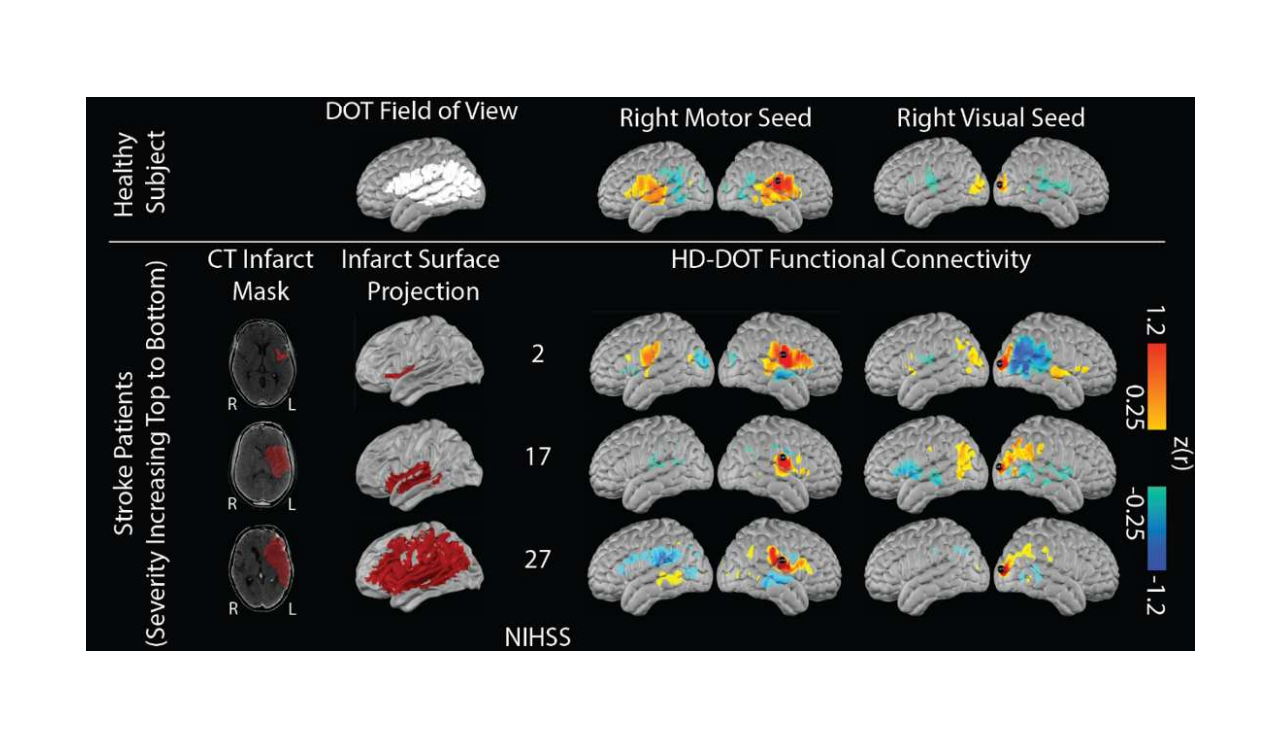 Healthy
Subject
DOT Field of View
Right Motor Seed
Right Visual Seed
Stroke Patients
(Severity Increasing Top to Bottom)
CT Infarct
Mask
Infarct Surface
Projection
HD-DOT Functional Connectivity
R
L
2
R
L
17
R
L
27
NIHSS
1.2
0.25
z(r)
-0.25
-1.2